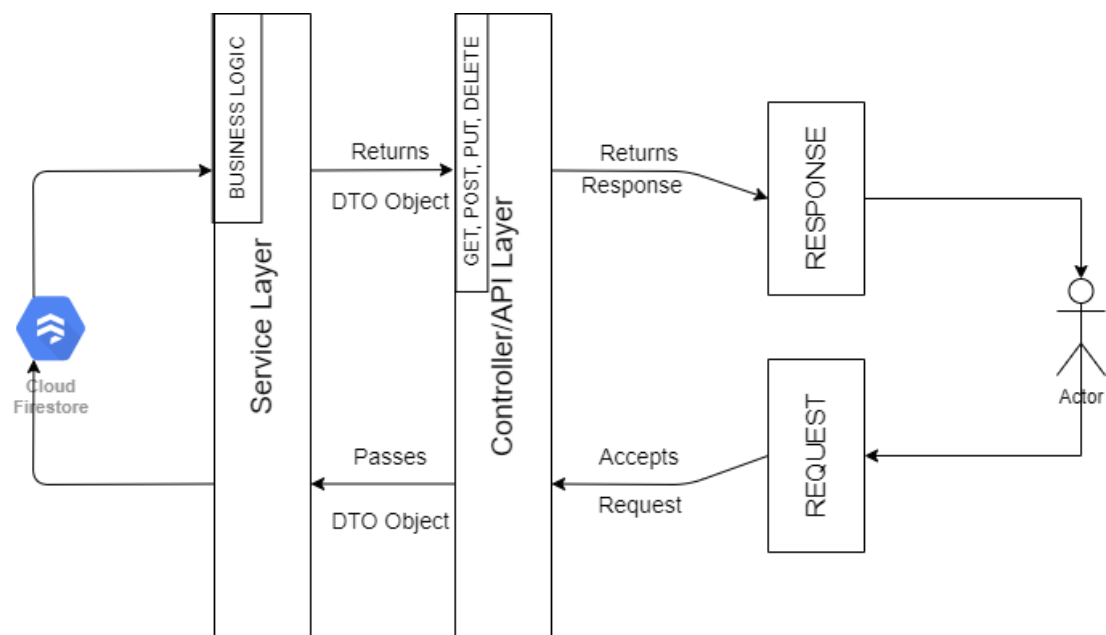 BUSINESS LOGIC
Service Layer
Returns
DTO Object
GET, POST, PUT, DELETE
Controller/API Layer
Returns
Response
RESPONSE
Cloud
Firestore
Passes
DTO Object
Accepts
Request
REQUEST
Actor